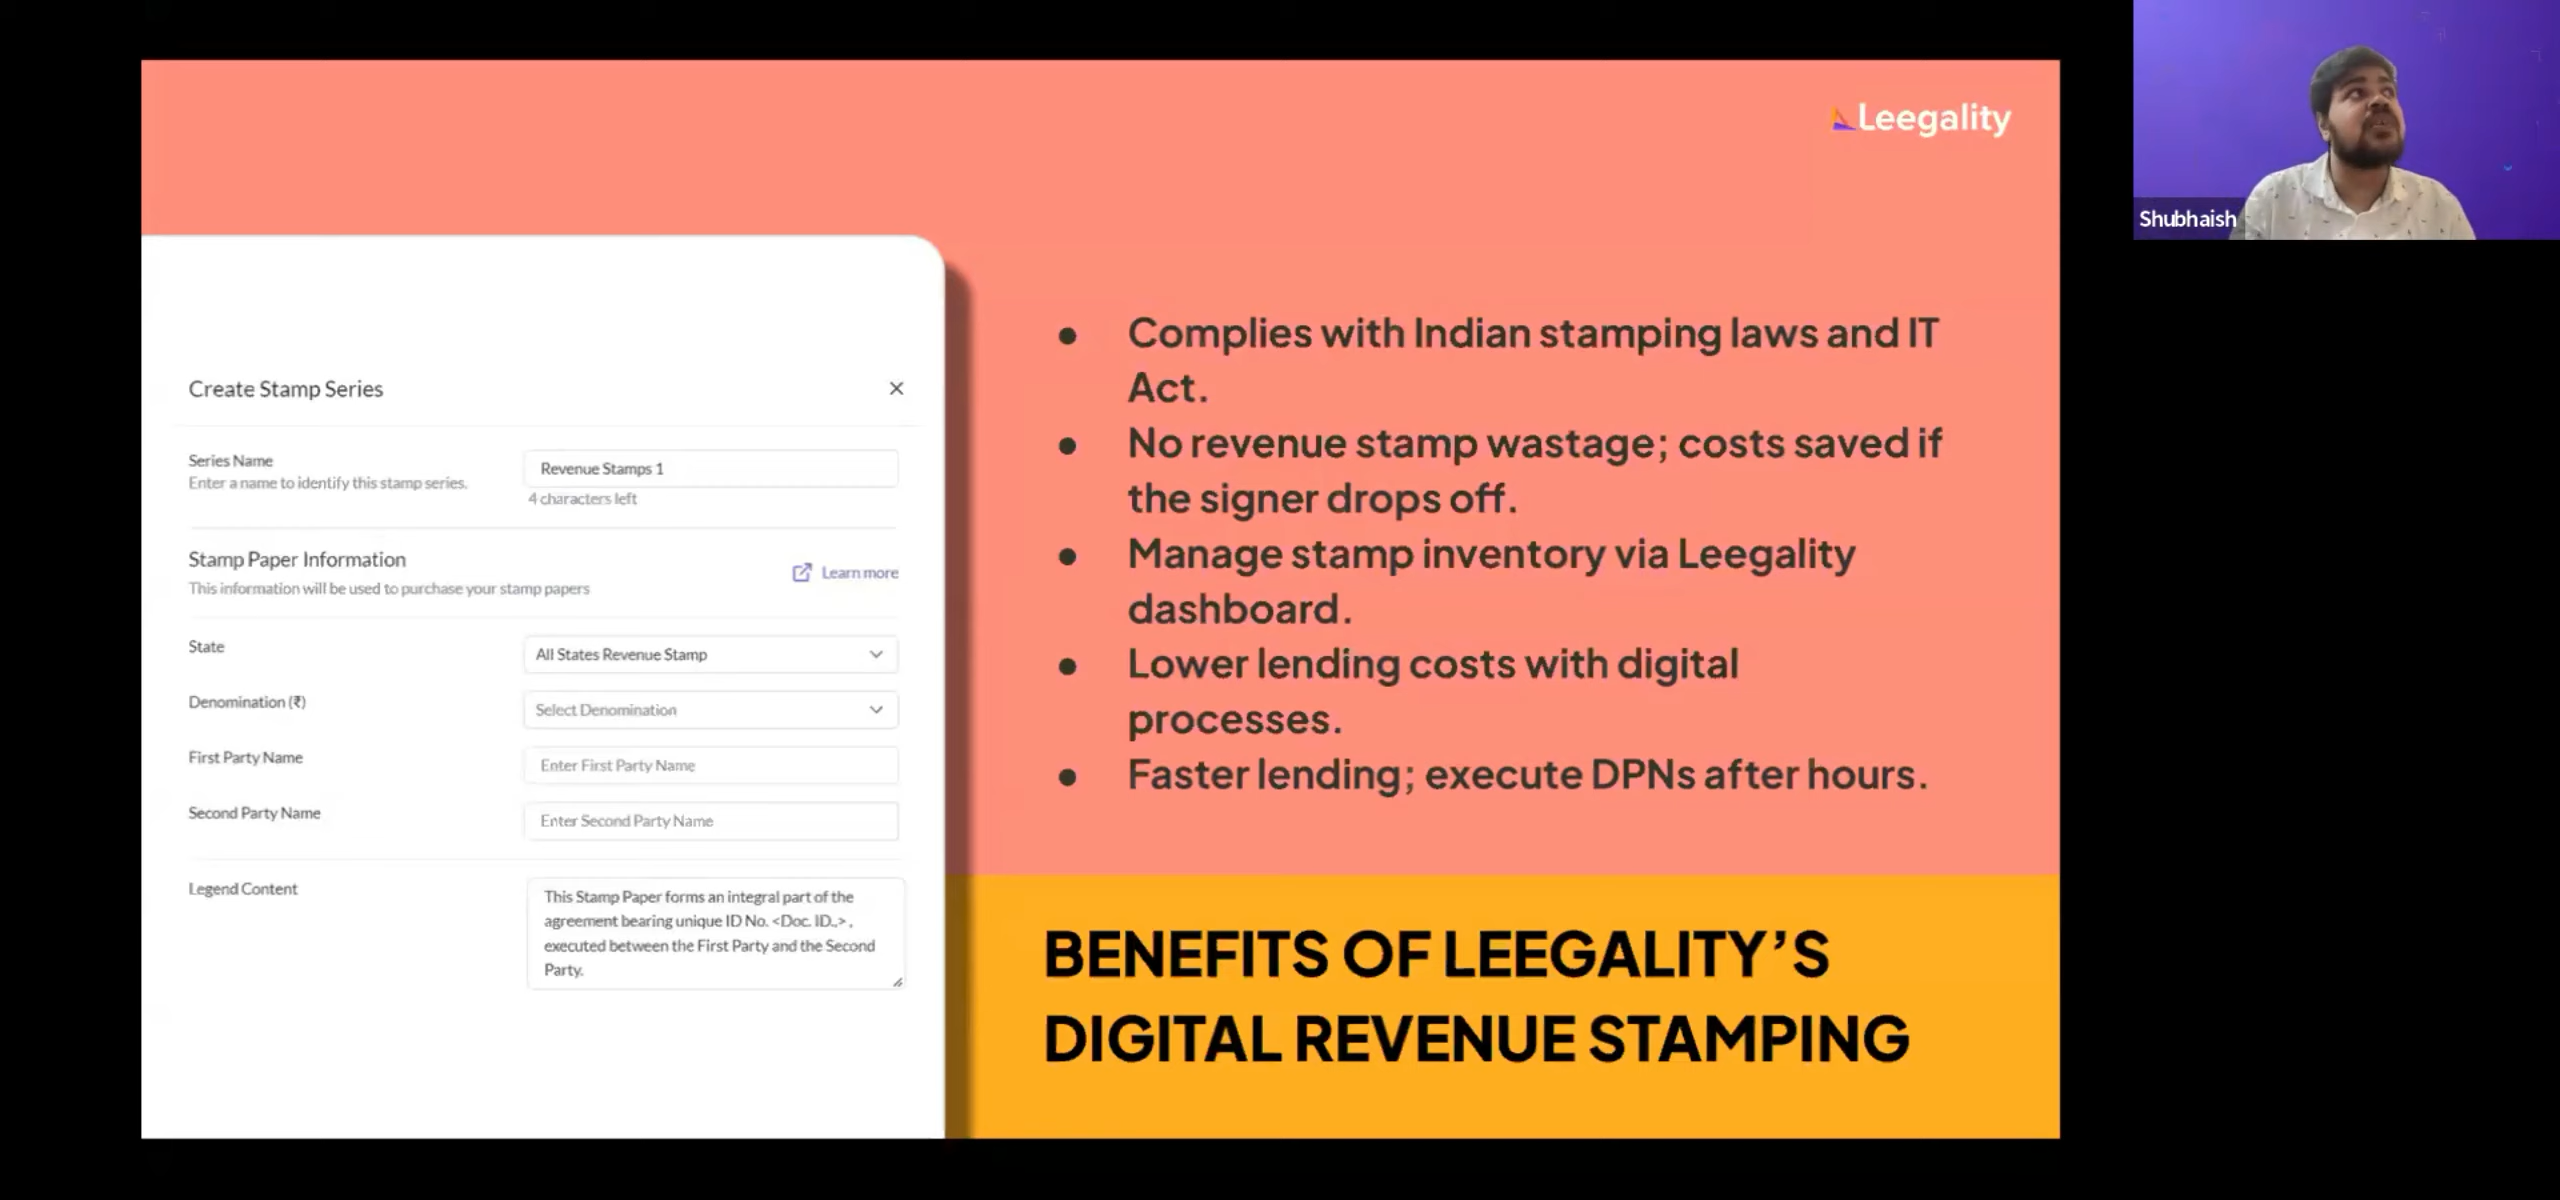 Leegality
Shubhaish
Create Stamp Series
Series Name
Enter a name to identify this stamp series.
Revenue Stamps 1
4 characters left
Stamp Paper Information
This information will be used to purchase your stamp papers
Learn more
State
All States Revenue Stamp
Denomination (₹)
Select Denomination
First Party Name
Enter First Party Name
Second Party Name
Enter Second Party Name
Legend Content
This Stamp Paper forms an integral part of the
agreement bearing unique ID No. <Doc. ID..> ,
executed between the First Party and the Second
Party.
● Complies with Indian stamping laws and IT
Act.
● No revenue stamp wastage; costs saved if
the signer drops off.
● Manage stamp inventory via Leegality
dashboard.
● Lower lending costs with digital
processes.
● Faster lending; execute DPNs after hours.
BENEFITS OF LEEGALITY’S
DIGITAL REVENUE STAMPING